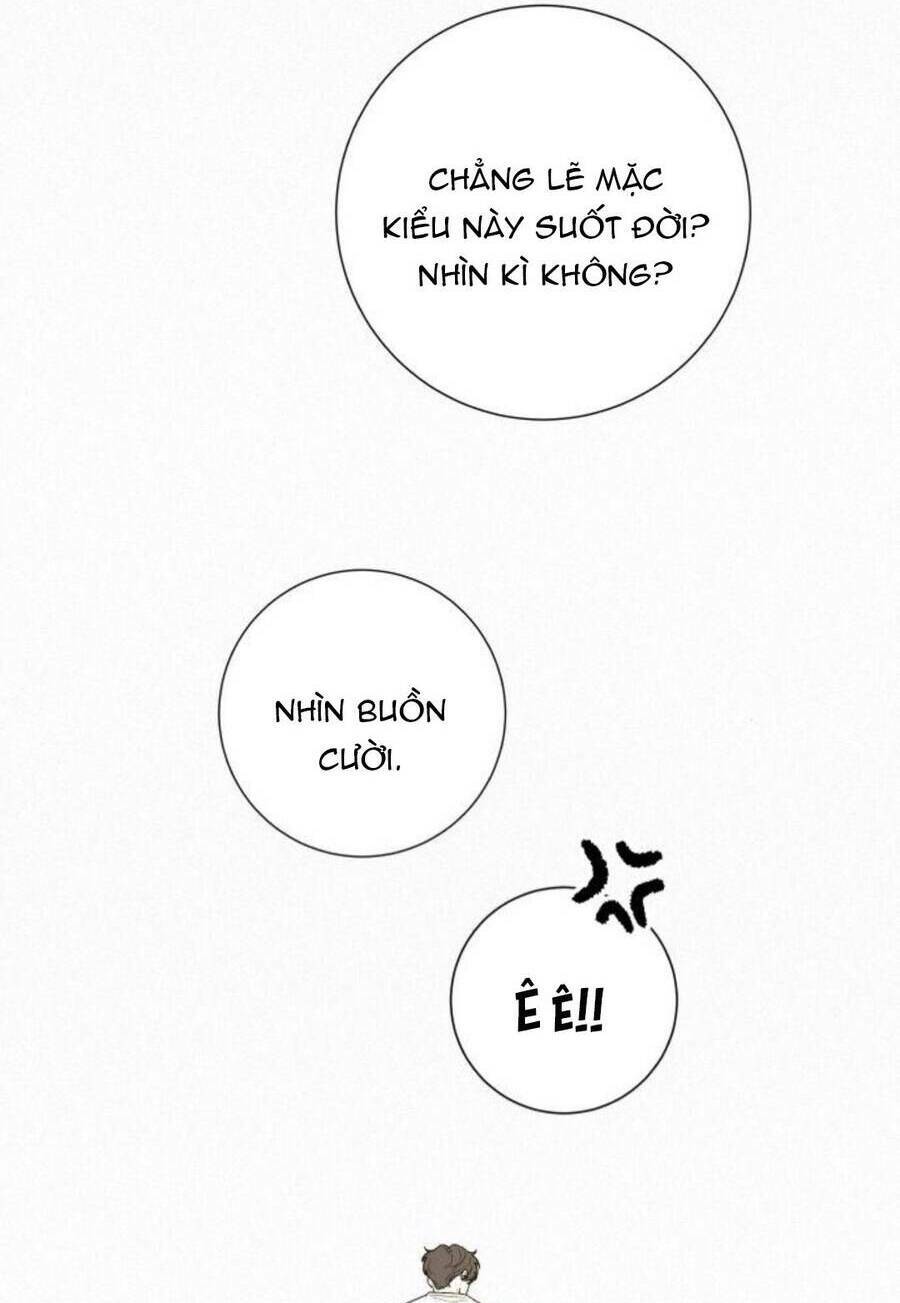 CHẲNG LẼ MẶC
KIỂU NÀY SUỐT ĐỜI?
NHÌN KÌ KHÔNG?
NHÌN BUỒN
CƯỜI.
Ê Ê!!